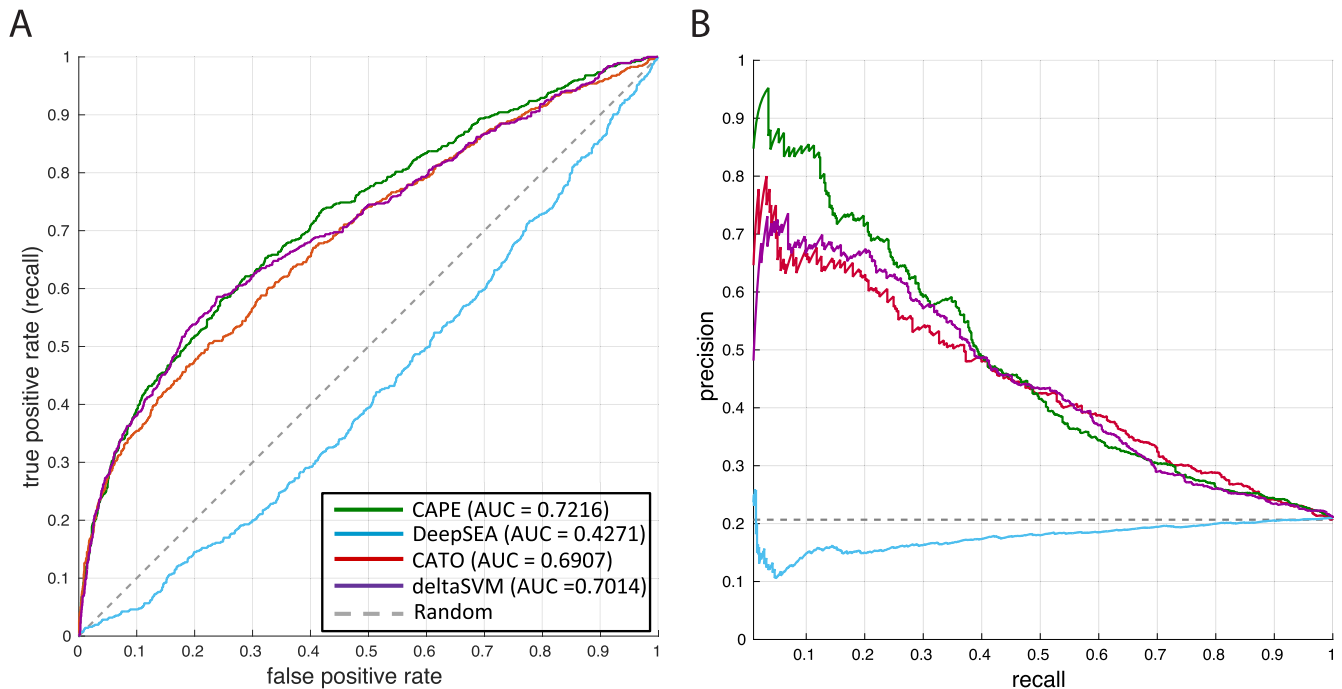 A
B
1
0.9
0.8
0.7
0.6
0.5
0.4
0.3
0.2
0.1
0
true positive rate (recall)
0 0.1 0.2 0.3 0.4 0.5 0.6 0.7 0.8 0.9 1
false positive rate
CAPE (AUC = 0.7216)
DeepSEA (AUC = 0.4271)
CATO (AUC = 0.6907)
deltaSVM (AUC =0.7014)
Random
1
0.9
0.8
0.7
0.6
0.5
0.4
0.3
0.2
0.1
0
precision
0.1 0.2 0.3 0.4 0.5 0.6 0.7 0.8 0.9 1
recall